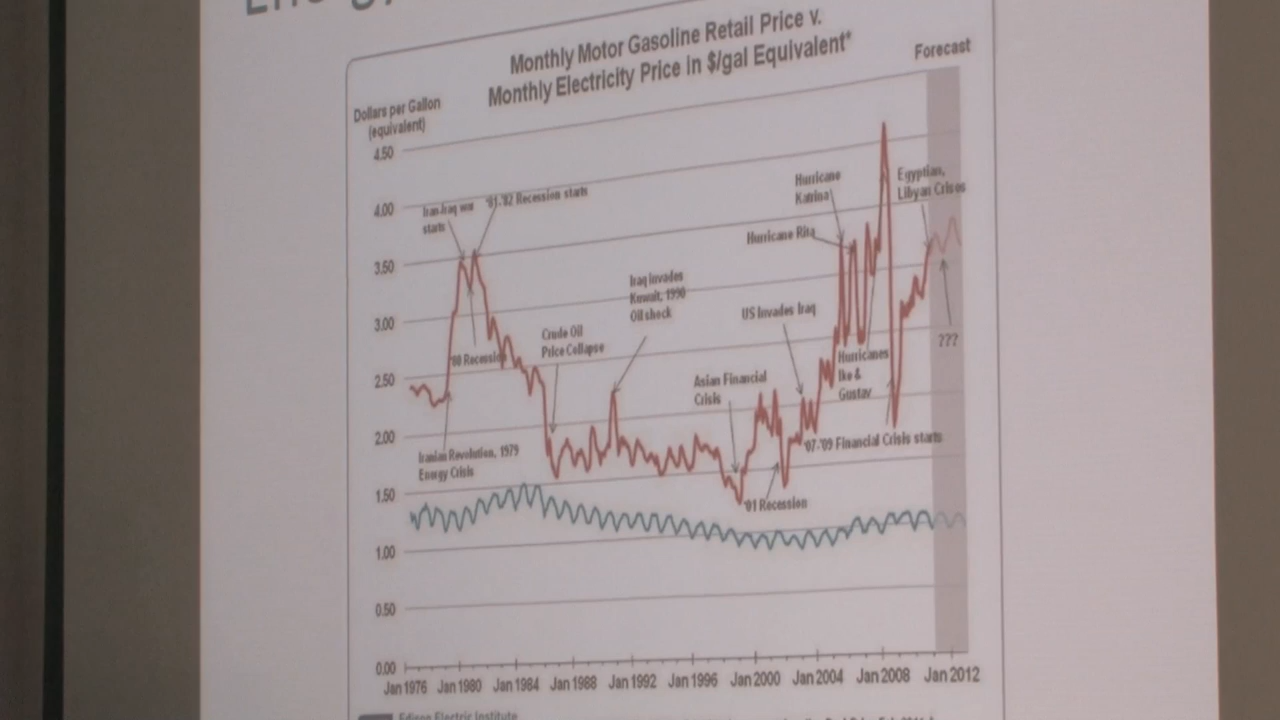 Energy
Monthly Motor Gasoline Retail Price v.
Monthly Electricity Price in $/gal Equivalent*
Forecast
Dollars per Gallon
(equivalent)
4.50
4.00
3.50
3.00
2.50
2.00
1.50
1.00
0.50
0.00
Iran-Iraq war
starts
'81-'82 Recession starts
'80 Recession
Iranian Revolution, 1979
Energy Crisis
Crude Oil
Price Collapse
Iraq Invades
Kuwait, 1990
Oil shock
Asian Financial
Crisis
US Invades Iraq
'01 Recession
Hurricane
Katrina
Hurricane Rita
Hurricanes
Ike &
Gustav
'07-'09 Financial Crisis starts
Egyptian,
Libyan Crises
???
Jan 1976 Jan 1980 Jan 1984 Jan 1988 Jan 1992 Jan 1996 Jan 2000 Jan 2004 Jan 2008 Jan 2012
Edison Electric Institute